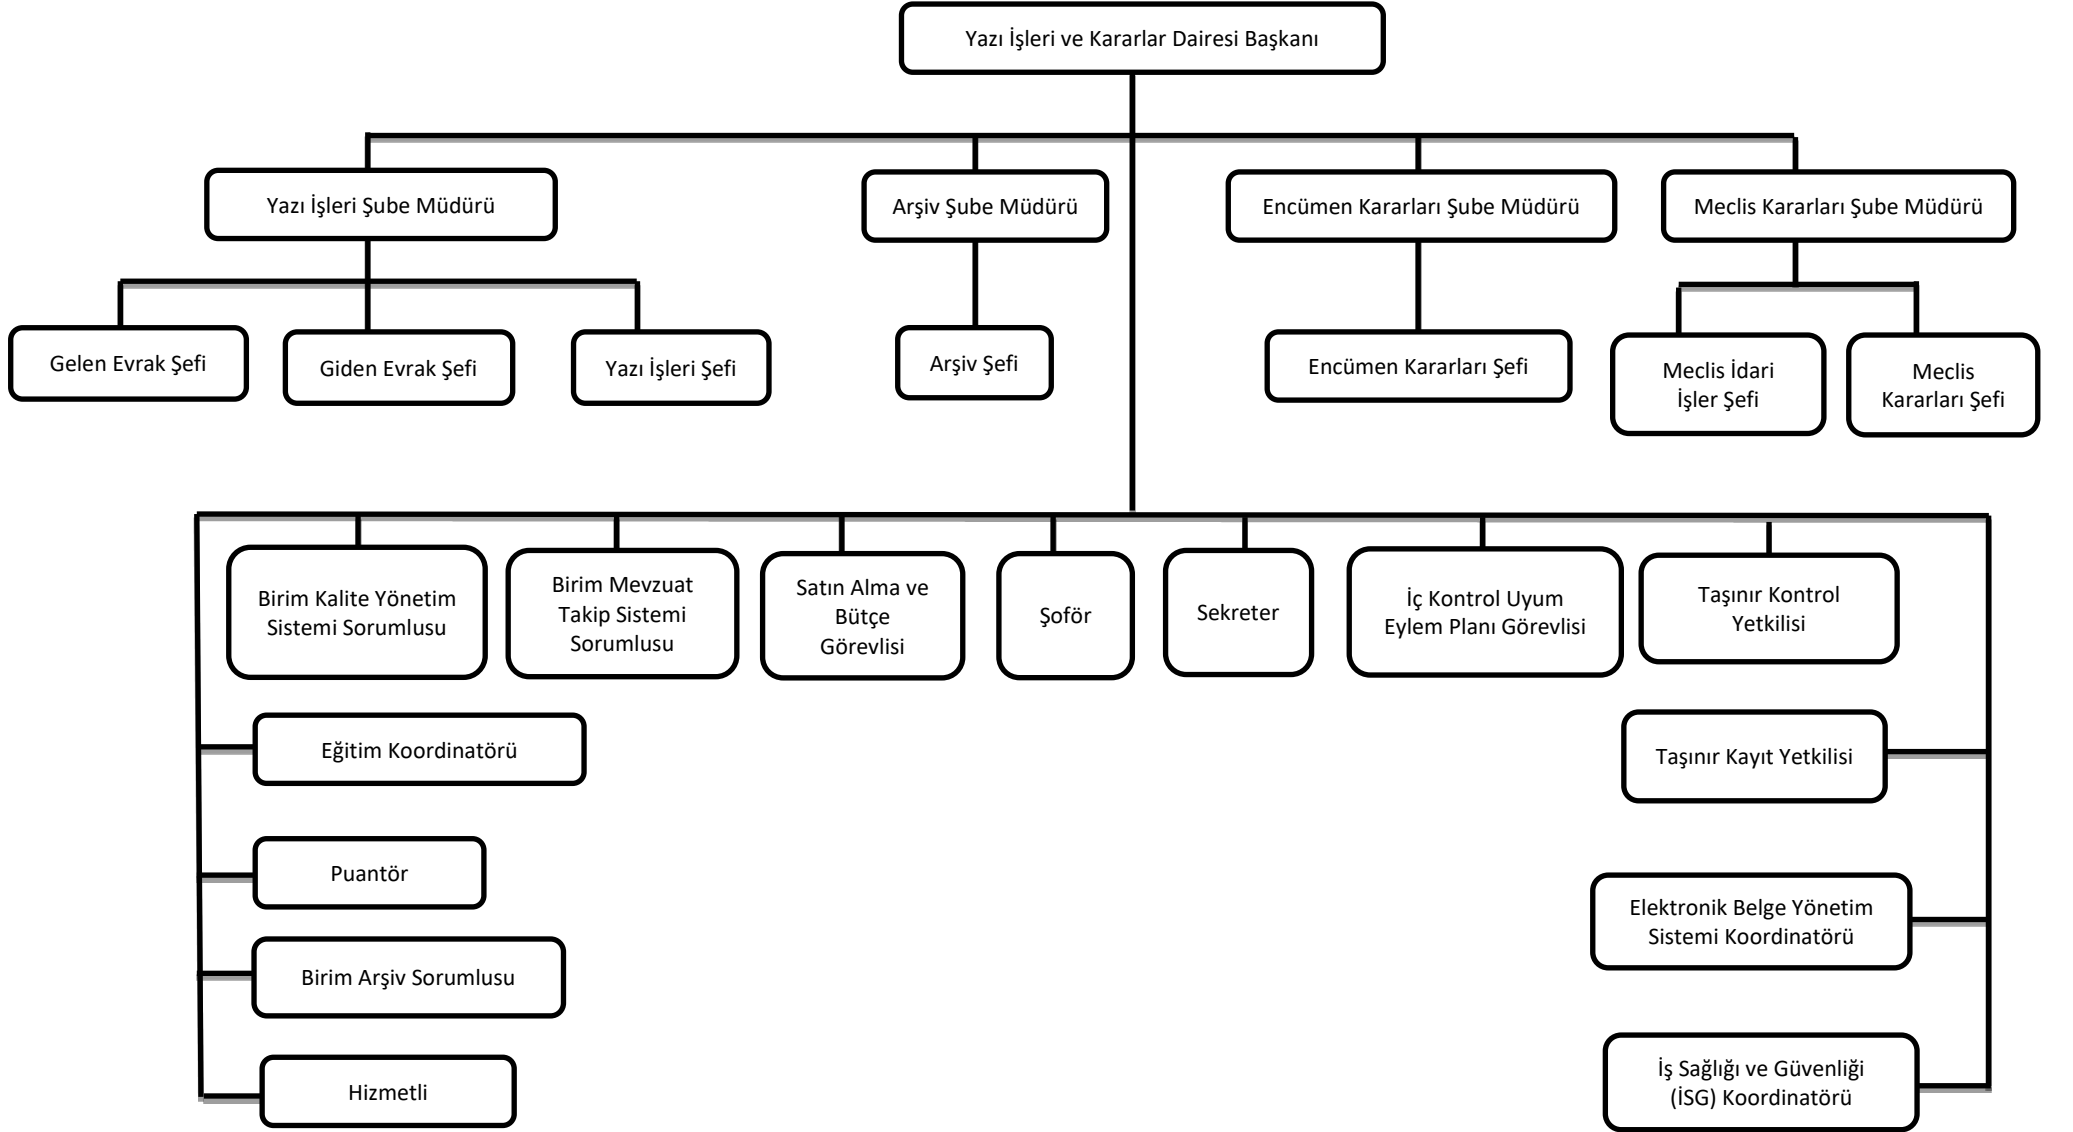 Yazı İşleri ve Kararlar Dairesi Başkanı
Yazı İşleri Şube Müdürü
Arşiv Şube Müdürü
Encümen Kararları Şube Müdürü
Meclis Kararları Şube Müdürü
Gelen Evrak Şefi
Giden Evrak Şefi
Yazı İşleri Şefi
Arşiv Şefi
Encümen Kararları Şefi
Meclis İdari
İşler Şefi
Meclis
Kararları Şefi
Birim Kalite Yönetim
Sistemi Sorumlusu
Birim Mevzuat
Takip Sistemi
Sorumlusu
Satın Alma ve
Bütçe
Görevlisi
Şoför
Sekreter
İç Kontrol Uyum
Eylem Planı Görevlisi
Taşınır Kontrol
Yetkilisi
Eğitim Koordinatörü
Taşınır Kayıt Yetkilisi
Puantör
Elektronik Belge Yönetim
Sistemi Koordinatörü
Birim Arşiv Sorumlusu
Hizmetli
İş Sağlığı ve Güvenliği
(İSG) Koordinatörü